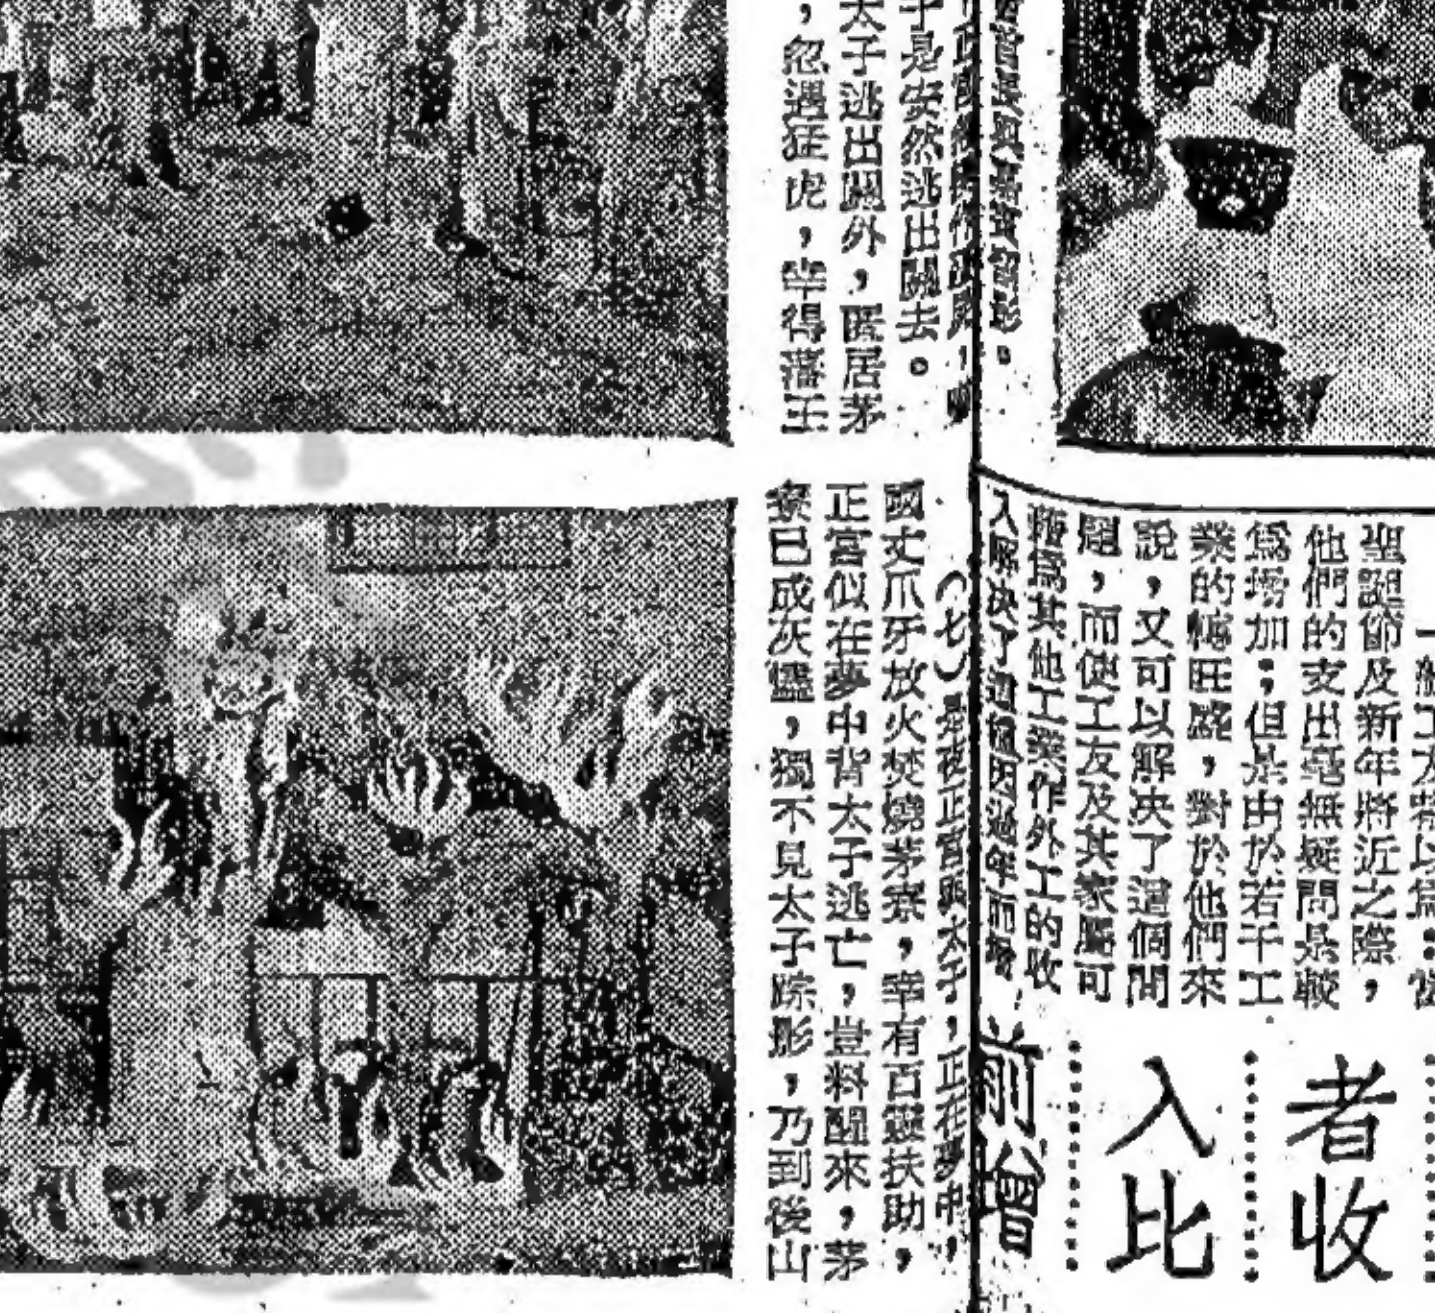 聖誕節及新年將近之際，
他們的支出毫無疑問是較
爲增加；但是由於若干工
業的暢旺，對於他們來
說，又可以解决了這個問
題，而使工友及其家屬可
藉爲其他工業作外工的收
入解决了這個因過年而增
者收
入比
前增
于是安然逃出關去。
太子逃出關外，匿居茅
，忽遇狂虎，幸得落王
（七）是夜正宮與太子，正在夢中，
國丈爪牙放火焚燒茅寮，幸有百靈扶助，
正宮似在夢中背太子逃亡，豈料醒來，茅
寮已成灰燼，獨不見太子踪影，乃到後山